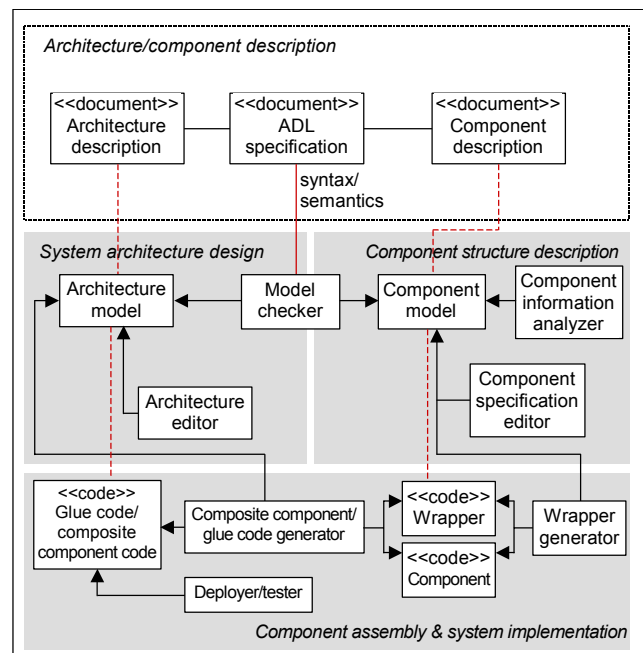 Architecture/component description
<<document>>
Architecture
description
<<document>>
ADL
specification
<<document>>
Component
description
syntax/
semantics
System architecture design
Component structure description
Architecture
model
Model
checker
Component
model
Component
information
analyzer
Architecture
editor
Component
specification
editor
<<code>>
Glue code/
composite
component code
Composite component/
glue code generator
<<code>>
Wrapper
Wrapper
generator
<<code>>
Component
Deployer/tester
Component assembly & system implementation